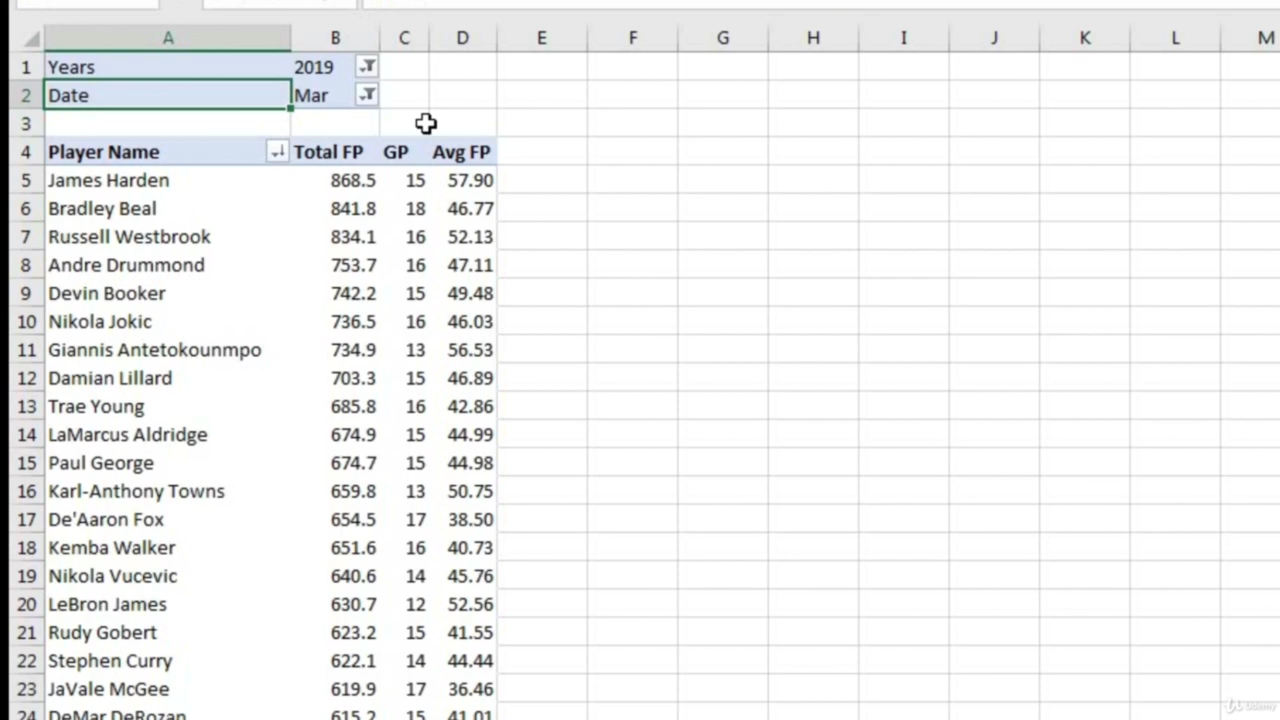 A B C D E F G H I J K L M
1 Years 2019
2 Date Mar
3
4 Player Name Total FP GP Avg FP
5 James Harden 868.5 15 57.90
6 Bradley Beal 841.8 18 46.77
7 Russell Westbrook 834.1 16 52.13
8 Andre Drummond 753.7 16 47.11
9 Devin Booker 742.2 15 49.48
10 Nikola Jokic 736.5 16 46.03
11 Giannis Antetokounmpo 734.9 13 56.53
12 Damian Lillard 703.3 15 46.89
13 Trae Young 685.8 16 42.86
14 LaMarcus Aldridge 674.9 15 44.99
15 Paul George 674.7 15 44.98
16 Karl-Anthony Towns 659.8 13 50.75
17 De'Aaron Fox 654.5 17 38.50
18 Kemba Walker 651.6 16 40.73
19 Nikola Vucevic 640.6 14 45.76
20 LeBron James 630.7 12 52.56
21 Rudy Gobert 623.2 15 41.55
22 Stephen Curry 622.1 14 44.44
23 JaVale McGee 619.9 17 36.46
24 DeMar DeRozan 615.2 15 41.01
Udemy